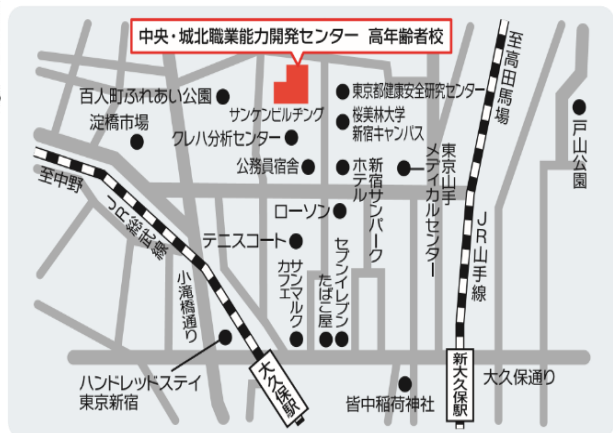 中央・城北職業能力開発センター 高年齢者校
至高田馬場
百人町ふれあい公園
サンケンビルヂング
東京都健康安全研究センター
淀橋市場
クレハ分析センター
桜美林大学
新宿キャンパス
戸山公園
公務員宿舎
新宿サンパーク
ホテル
東京山手
メディカルセンター
至中野
JR総武線
ローソン
JR山手線
テニスコート
小滝橋通り
サンマルク
カフェ
セブンイレブン
たばこ屋
ハンドレッドステイ
東京新宿
大久保駅
皆中稲荷神社
新大久保駅
大久保通り